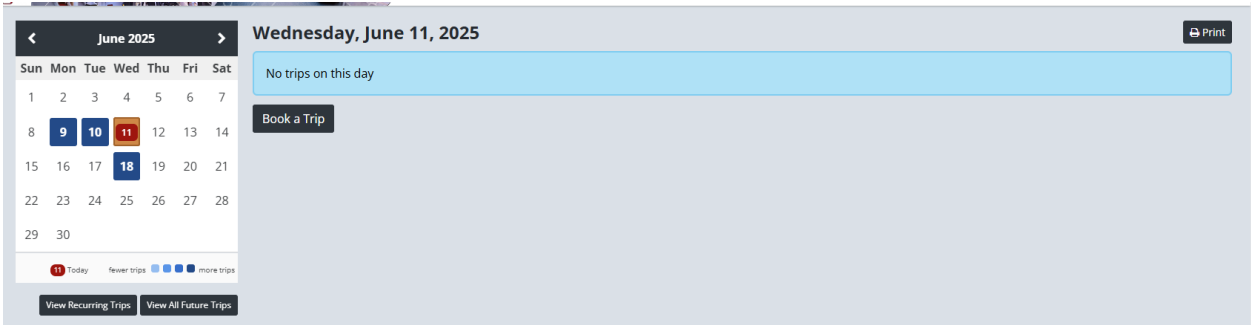 June 2025
Sun Mon Tue Wed Thu Fri Sat
1 2 3 4 5 6 7
8 9 10 11 12 13 14
15 16 17 18 19 20 21
22 23 24 25 26 27 28
29 30
11 Today fewer trips more trips
View Recurring Trips View All Future Trips
Wednesday, June 11, 2025
Print
No trips on this day
Book a Trip